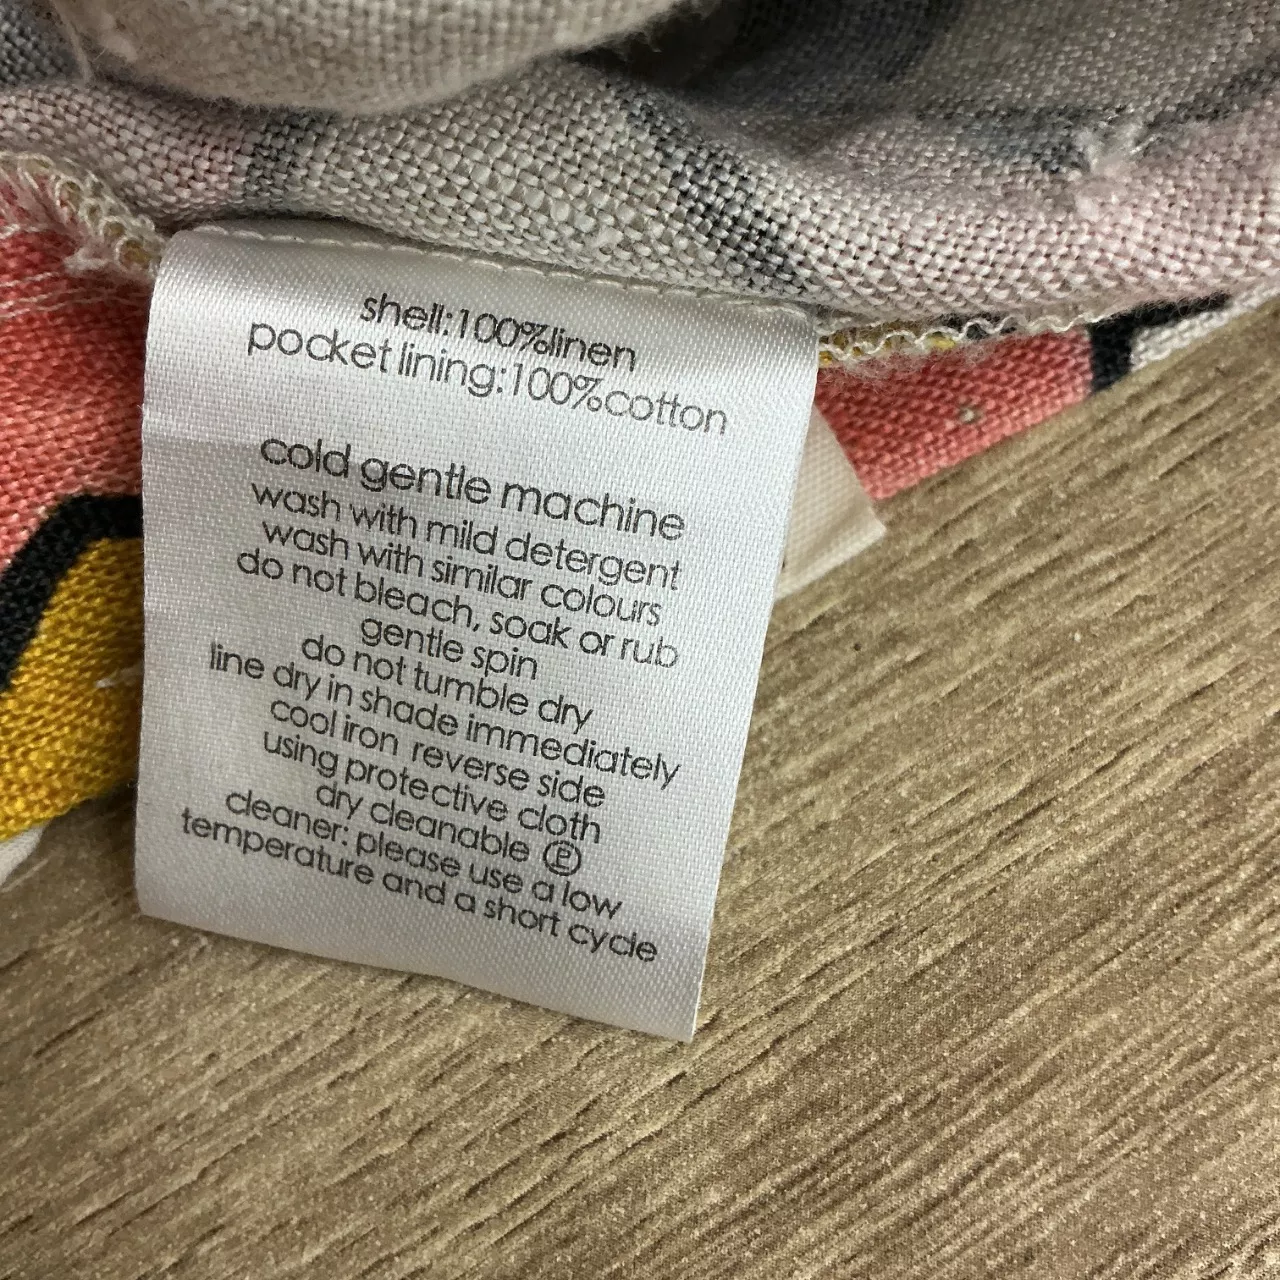 shell:100%linen
pocket lining:100%cotton
cold gentle machine
wash with mild detergent
wash with similar colours
do not bleach, soak or rub
gentle spin
do not tumble dry
line dry in shade immediately
cool iron reverse side
using protective cloth
dry cleanable Ⓟ
cleaner: please use a low
temperature and a short cycle